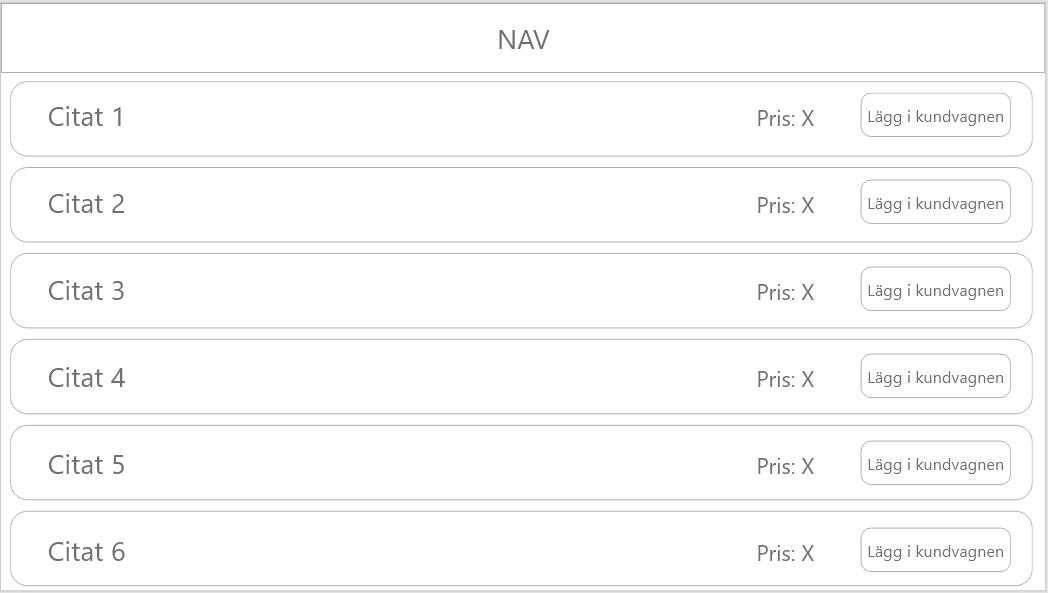 NAV
Citat 1 Pris: X Lägg i kundvagnen
Citat 2 Pris: X Lägg i kundvagnen
Citat 3 Pris: X Lägg i kundvagnen
Citat 4 Pris: X Lägg i kundvagnen
Citat 5 Pris: X Lägg i kundvagnen
Citat 6 Pris: X Lägg i kundvagnen